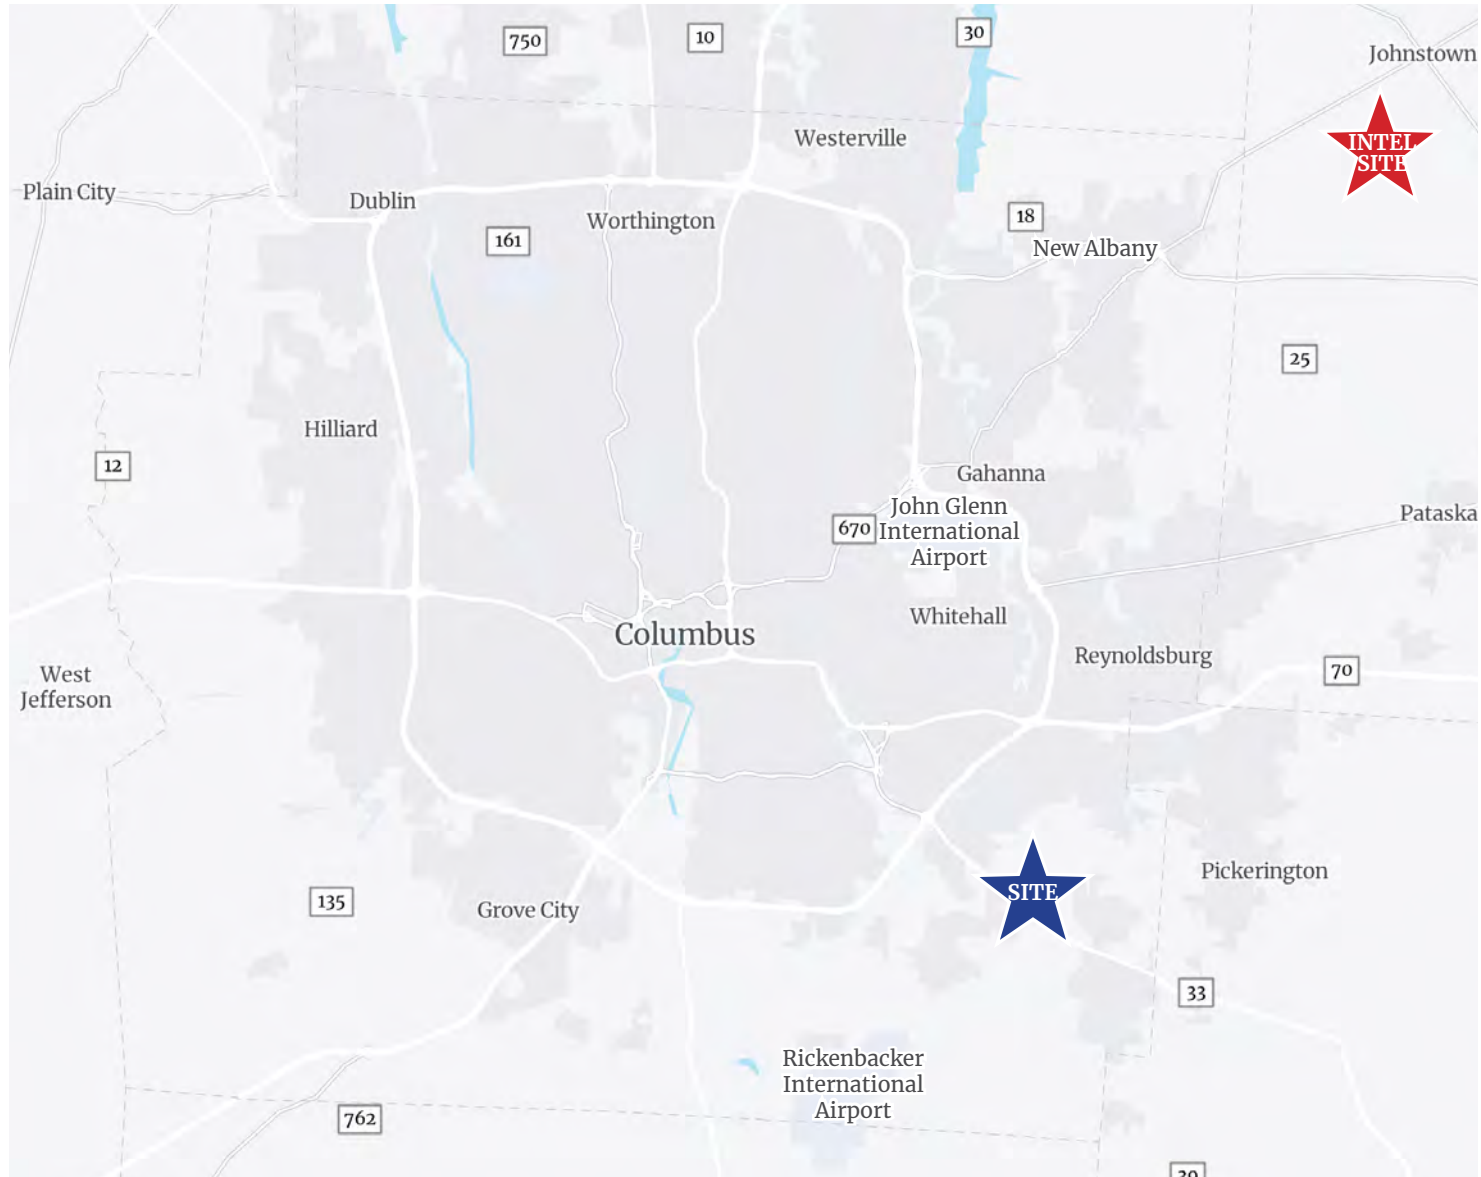 750
10
30
Johnstown
Westerville
INTEL
SITE
Plain City
Dublin
Worthington
18
161
New Albany
25
Hilliard
12
Gahanna
John Glenn
International
Airport
670
Pataska
Whitehall
Columbus
Reynoldsburg
West
Jefferson
70
Pickerington
SITE
135
Grove City
33
Rickenbacker
International
Airport
762